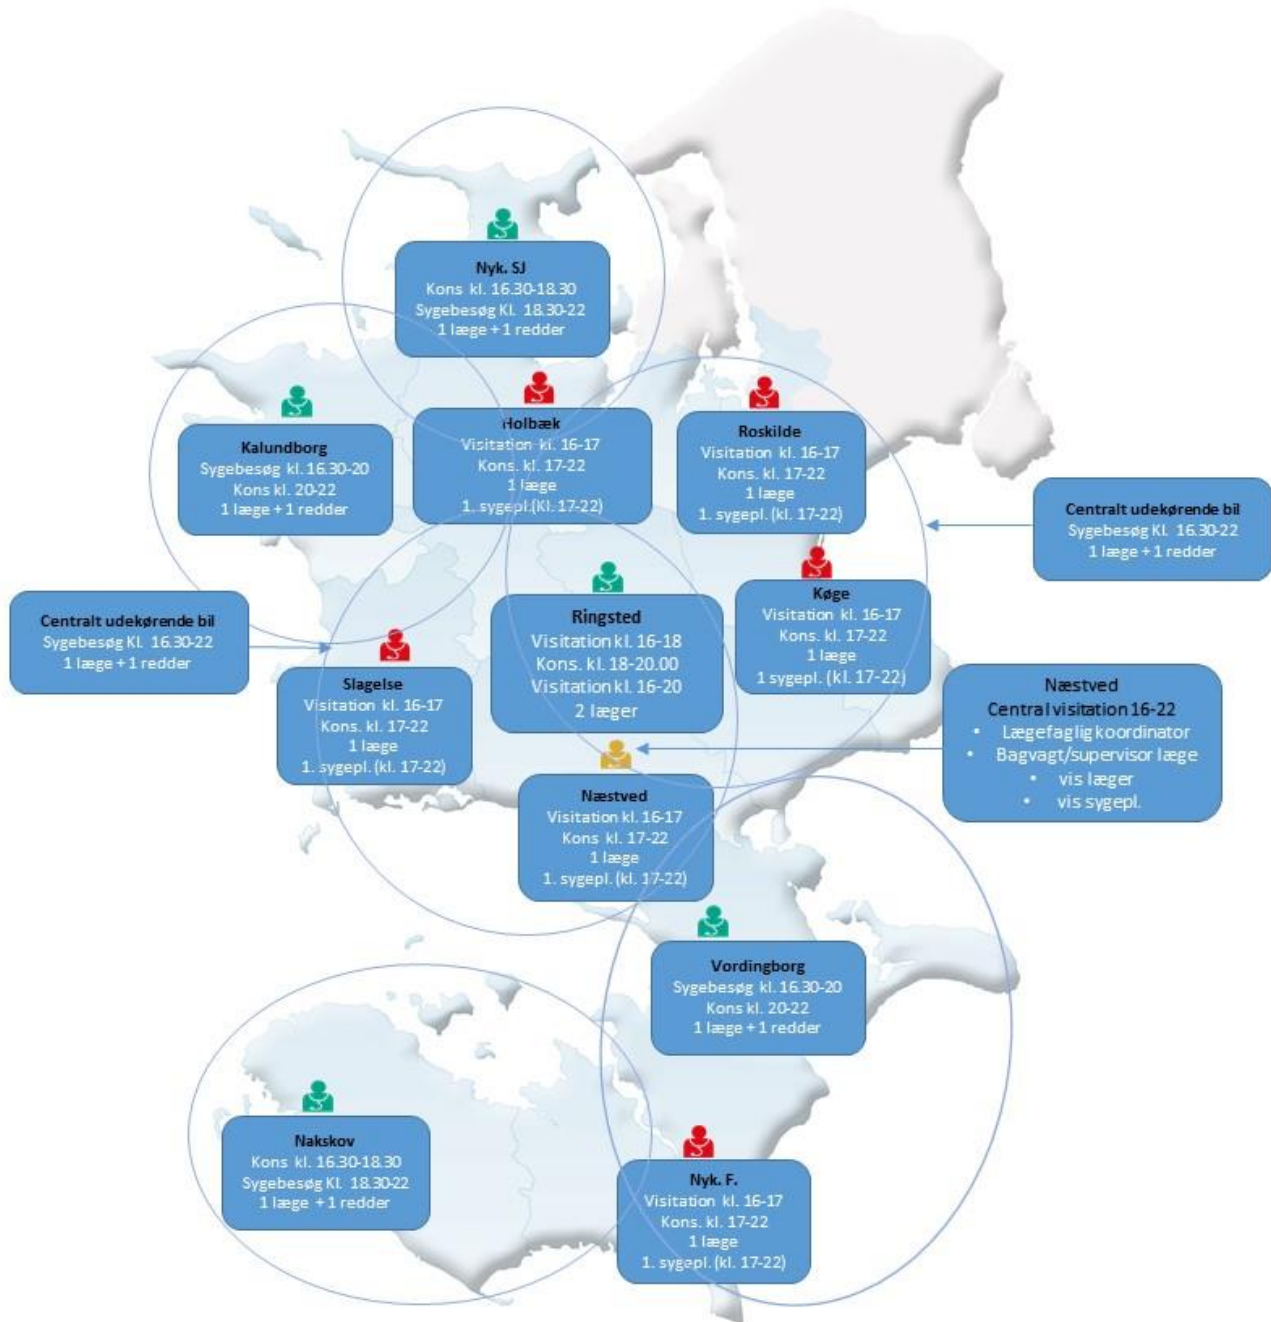 Nyk. SJ
Kons kl. 16.30-18.30
Sygebesøg Kl. 18.30-22
1 læge + 1 redder
Kalundborg
Sygebesøg kl. 16.30-20
Kons kl. 20-22
1 læge + 1 redder
Holbæk
Visitation kl. 16-17
Kons. kl. 17-22
1 læge
1. sygepl.(Kl. 17-22)
Roskilde
Visitation kl. 16-17
Kons. kl. 17-22
1 læge
1. sygepl. (kl. 17-22)
Centralt udekørende bil
Sygebesøg Kl. 16.30-22
1 læge + 1 redder
Centralt udekørende bil
Sygebesøg Kl. 16.30-22
1 læge + 1 redder
Ringsted
Visitation kl. 16-18
Kons. kl. 18-20.00
Visitation kl. 16-20
2 læger
Køge
Visitation kl. 16-17
Kons. kl. 17-22
1 læge
1 sygepl. (kl. 17-22)
Slagelse
Visitation kl. 16-17
Kons. kl. 17-22
1 læge
1. sygepl. (kl. 17-22)
Næstved
Central visitation 16-22
• Lægefaglig koordinator
• Bagvagt/supervisor læge
• vis læger
• vis sygepl.
Næstved
Visitation kl. 16-17
Kons kl. 17-22
1 læge
1. sygepl. (kl. 17-22)
Vordingborg
Sygebesøg kl. 16.30-20
Kons kl. 20-22
1 læge + 1 redder
Nakskov
Kons kl. 16.30-18.30
Sygebesøg Kl. 18.30-22
1 læge + 1 redder
Nyk. F.
Visitation kl. 16-17
Kons. kl. 17-22
1 læge
1. sygepl. (kl. 17-22)